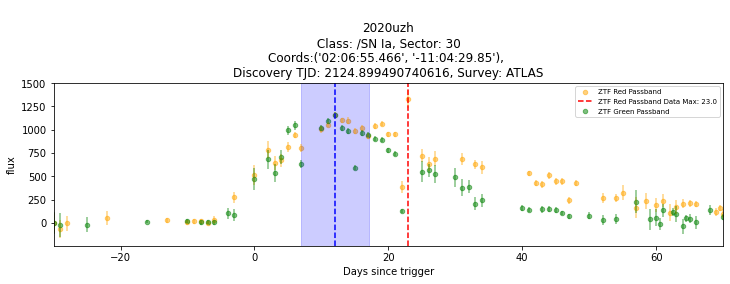 2020uzh
Class: /SN Ia, Sector: 30
Coords:('02:06:55.466', '-11:04:29.85'),
Discovery TJD: 2124.899490740616, Survey: ATLAS
1500
1250
1000
750
500
250
0
flux
ZTF Red Passband
ZTF Red Passband Data Max: 23.0
ZTF Green Passband
−20
0
20
40
60
Days since trigger